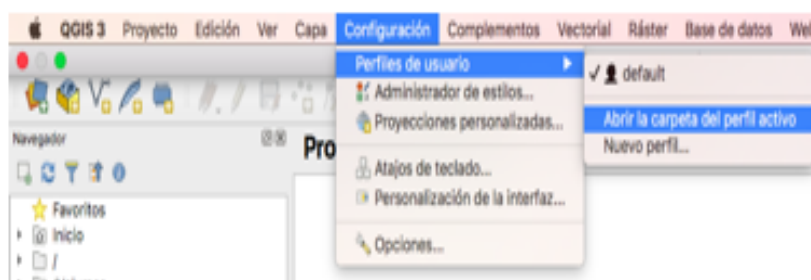 QGIS 3 Proyecto Edición Ver Capa Configuración Complementos Vectorial Ráster Base de datos
Perfiles de usuario
default
Administrador de estilos...
Abrir la carpeta del perfil activo
Proyecciones personalizadas...
Nuevo perfil...
Navegador
Pro
Atajos de teclado...
Personalización de la interfaz...
Favoritos
Inicio
Opciones...
/